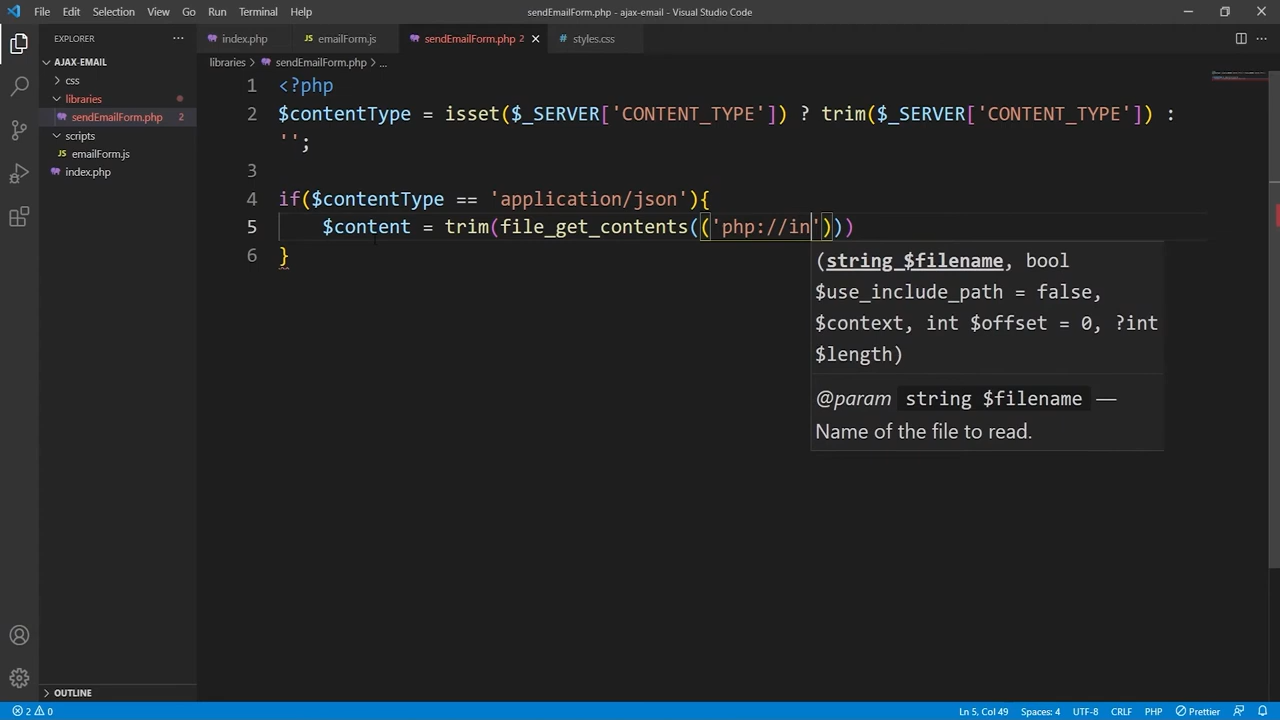 File Edit Selection View Go Run Terminal Help
sendEmailForm.php - ajax-email - Visual Studio Code
EXPLORER
AJAX-EMAIL
css
libraries
sendEmailForm.php 2
scripts
emailForm.js
index.php
OUTLINE
index.php
JS emailForm.js
sendEmailForm.php 2
# styles.css
libraries > sendEmailForm.php > ...
1 <?php
2 $contentType = isset($_SERVER['CONTENT_TYPE']) ? trim($_SERVER['CONTENT_TYPE']) :
'';
3
4 if($contentType == 'application/json'){
5 $content = trim(file_get_contents(('php://in')))
6 }
(string $filename, bool
$use_include_path = false,
$context, int $offset = 0, ?int
$length)
@param string $filename —
Name of the file to read.
2 0
Ln 5, Col 49 Spaces: 4 UTF-8 CRLF PHP Prettier